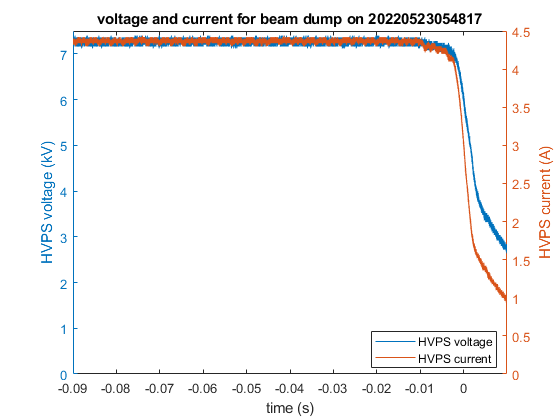 voltage and current for beam dump on 20220523054817
7
6
5
4
3
2
1
0
HVPS voltage (kV)
4.5
4
3.5
3
2.5
2
1.5
1
0.5
0
HVPS current (A)
HVPS voltage
HVPS current
-0.09 -0.08 -0.07 -0.06 -0.05 -0.04 -0.03 -0.02 -0.01 0
time (s)